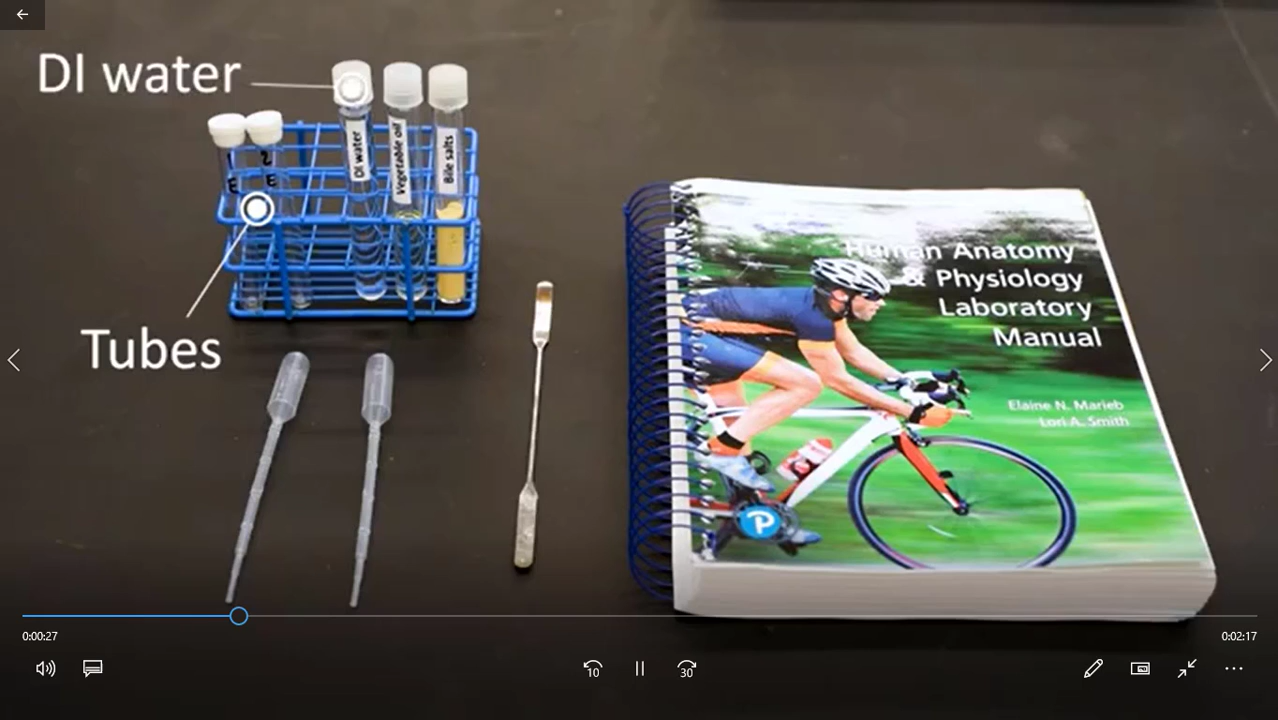 DI water
Tubes
1
E
2
E
DI water
Vegetable oil
Bile salts
Human Anatomy
& Physiology
Laboratory
Manual
Elaine N. Marieb
Lori A. Smith
P
0:00:27
0:02:17
10
30